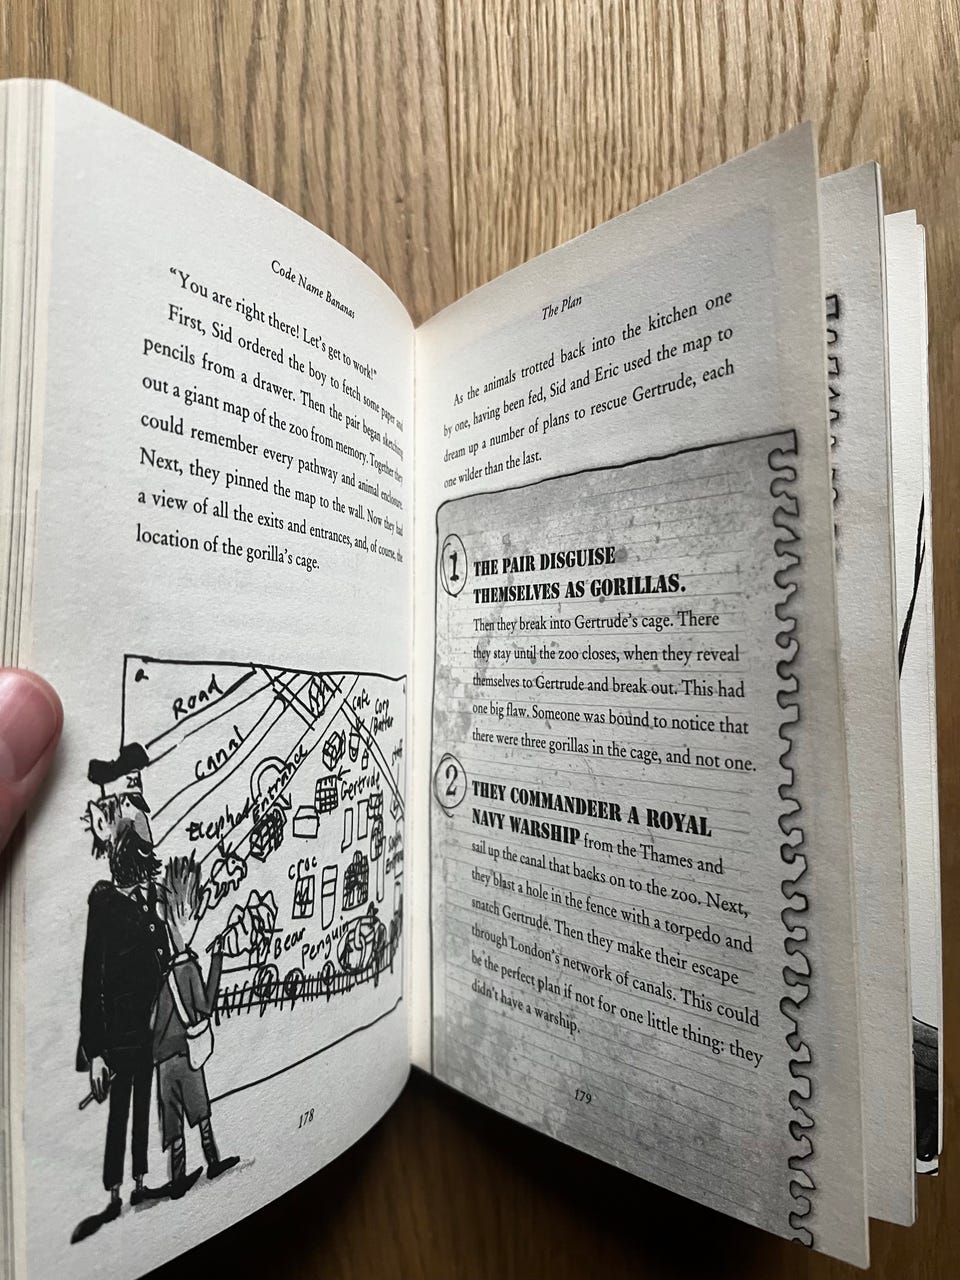 Code Name Bananas
“You are right there! Let’s get to work!”
First, Sid ordered the boy to fetch some paper and
pencils from a drawer. Then the pair began sketching
out a giant map of the zoo from memory. Together they
could remember every pathway and animal enclosure.
Next, they pinned the map to the wall. Now they had
a view of all the exits and entrances, and, of course, the
location of the gorilla’s cage.
Road
Canal
cafe
Corp
Gertrude
Elephant
Entrance
Zoo
croc
Bear
Penguin
178
The Plan
As the animals trotted back into the kitchen one
by one, having been fed, Sid and Eric used the map to
dream up a number of plans to rescue Gertrude, each
one wilder than the last.
1
THE PAIR DISGUISE
THEMSELVES AS GORILLAS.
Then they break into Gertrude’s cage. There
they stay until the zoo closes, when they reveal
themselves to Gertrude and break out. This had
one big flaw. Someone was bound to notice that
there were three gorillas in the cage, and not one.
2
THEY COMMANDEER A ROYAL
NAVY WARSHIP from the Thames and
sail up the canal that backs on to the zoo. Next,
they blast a hole in the fence with a torpedo and
snatch Gertrude. Then they make their escape
through London’s network of canals. This could
be the perfect plan if not for one little thing: they
didn’t have a warship.
179